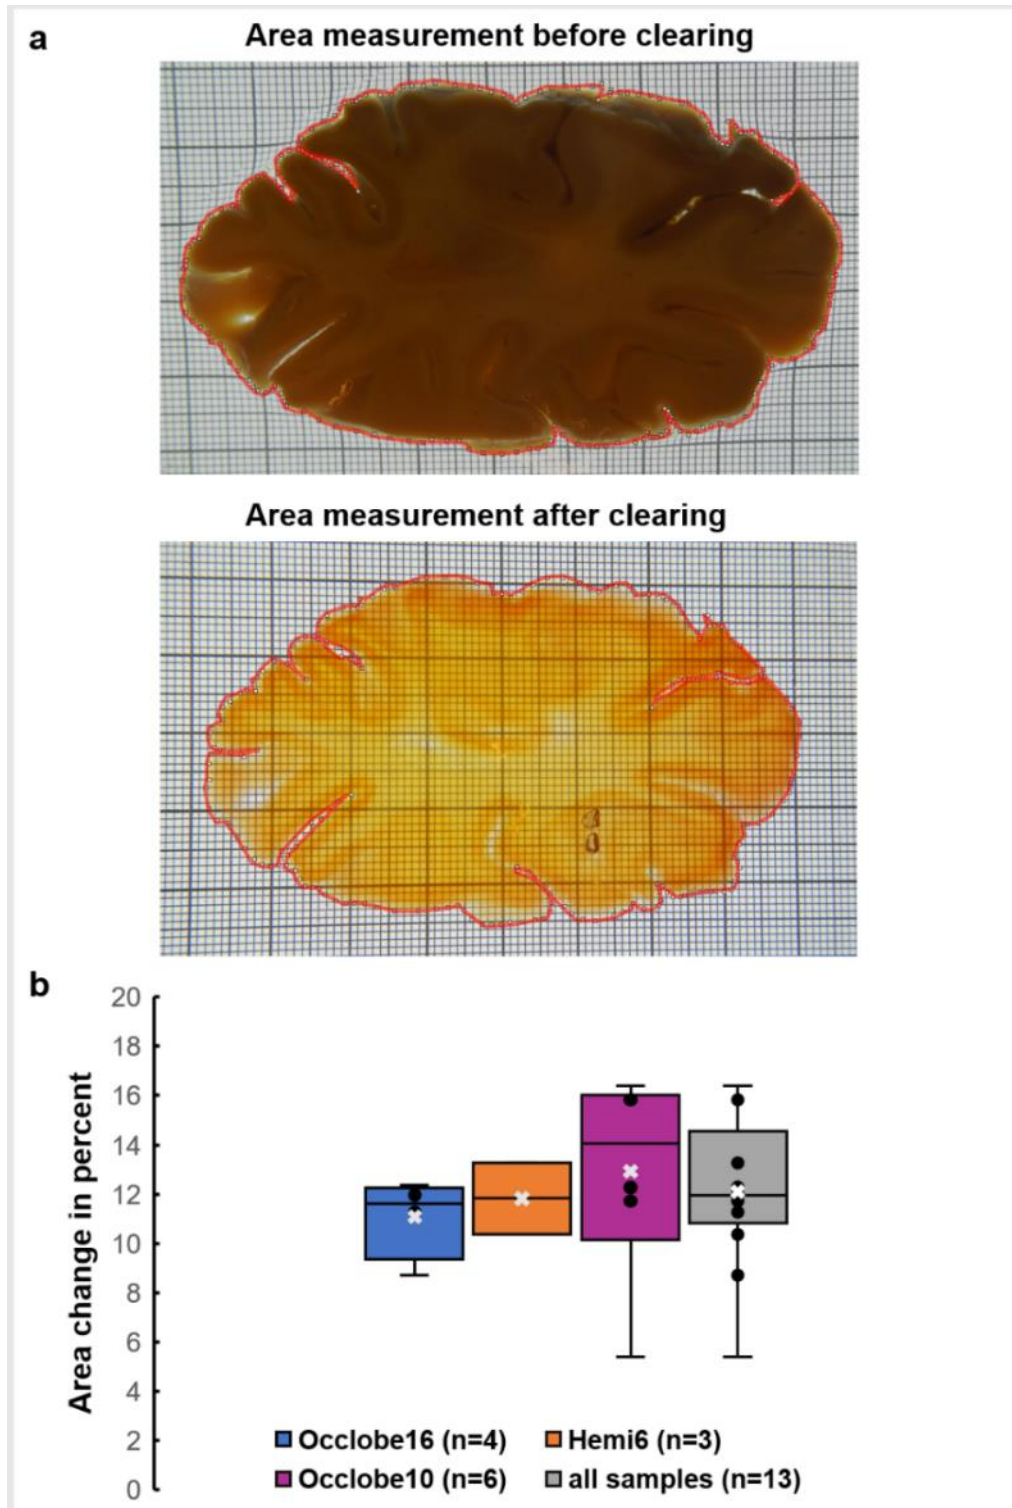 a
Area measurement before clearing
Area measurement after clearing
b
Area change in percent
20
18
16
14
12
10
8
6
4
2
0
Occlobe16 (n=4)
Hemi6 (n=3)
Occlobe10 (n=6)
all samples (n=13)